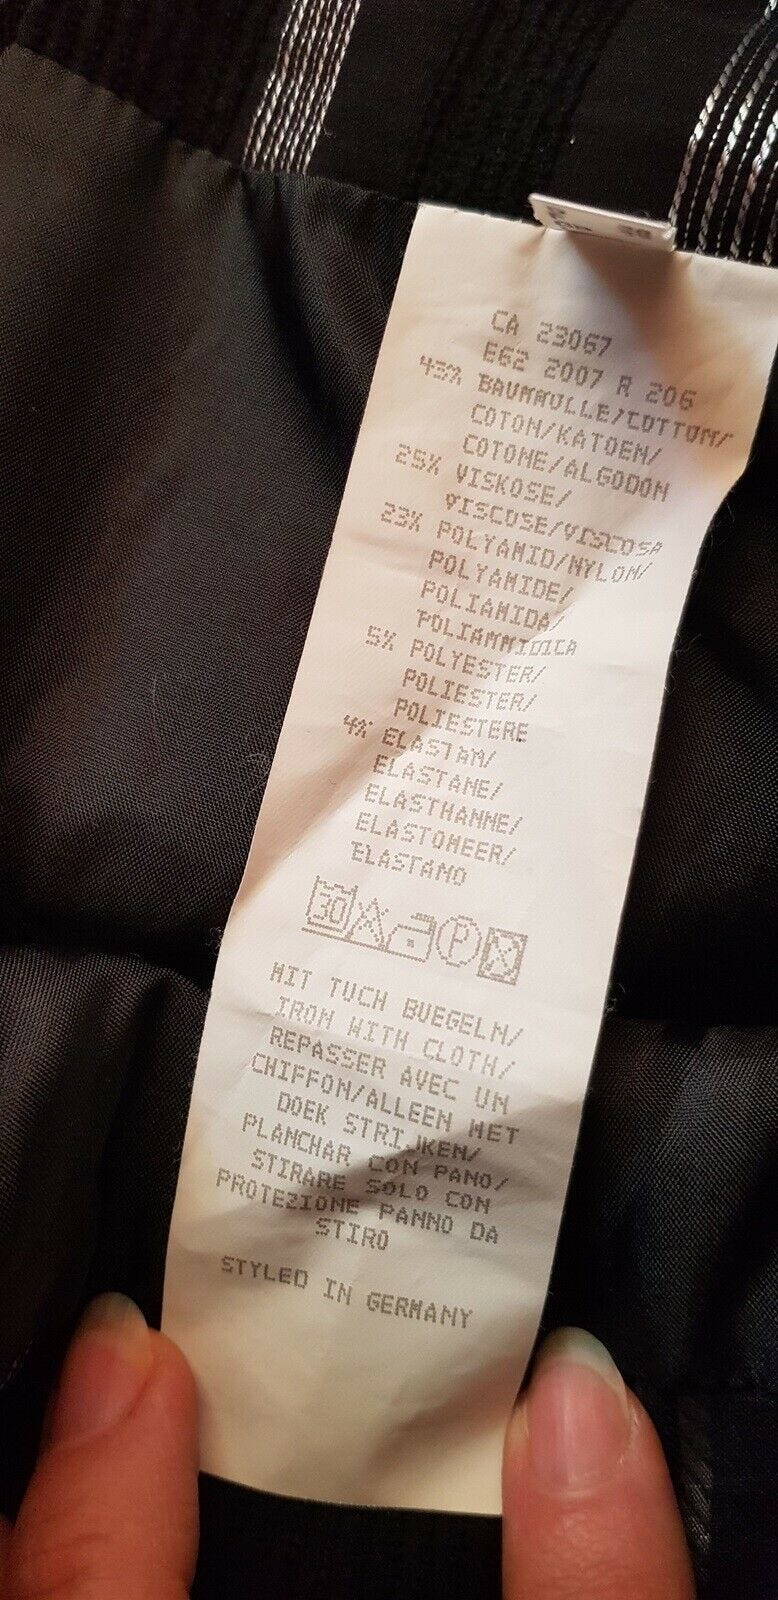 CA 23067
E62 2007 R 206
43% BAUMWOLLE/COTTON/
COTON/KATOEN/
COTONE/ALGODON
25% VISKOSE/
VISCOSE/VISCOSA
23% POLYAMID/NYLON/
POLYAMIDE/
POLIAMIDA/
POLIAMMIDICA
5% POLYESTER/
POLIESTER/
POLIESTERE
4% ELASTAN/
ELASTANE/
ELASTHANNE/
ELASTOMEER/
ELASTANO
30 P
MIT TUCH BUEGELN/
IRON WITH CLOTH/
REPASSER AVEC UN
CHIFFON/ALLEEN MET
DOEK STRIJKEN/
PLANCHAR CON PANO/
STIRARE SOLO CON
PROTEZIONE PANNO DA
STIRO
STYLED IN GERMANY